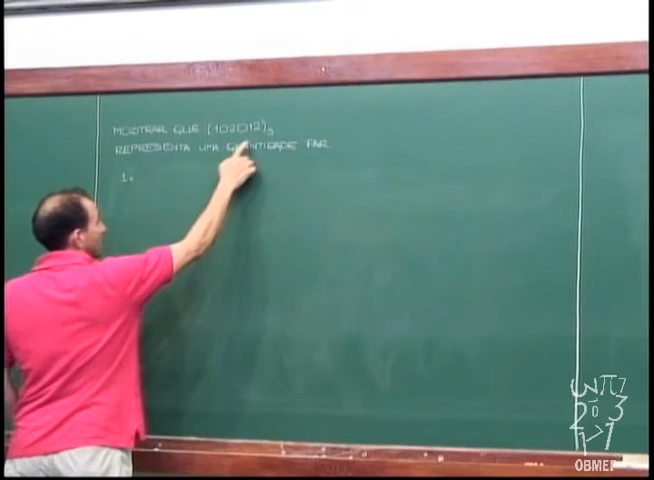 MOSTRAR QUE (102012)₃
REPRESENTA UMA QUANTIDADE PAR.
1.
OBMEP